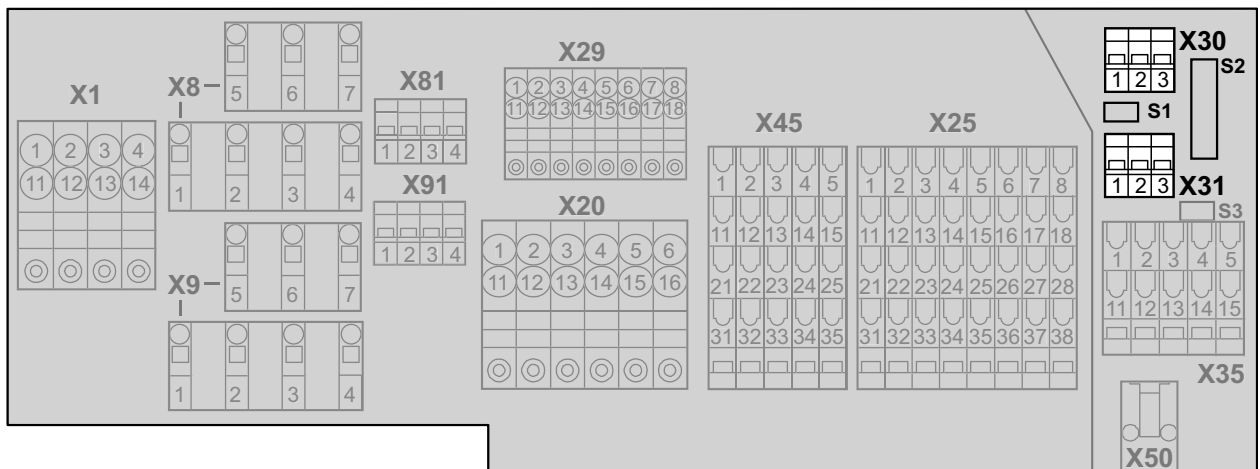 X1
1 2 3 4
11 12 13 14
X8
5 6 7
1 2 3 4
X9
5 6 7
1 2 3 4
X81
1 2 3 4
X91
1 2 3 4
X29
1 2 3 4 5 6 7 8
11 12 13 14 15 16 17 18
X20
1 2 3 4 5 6
11 12 13 14 15 16
X45
1 2 3 4 5
11 12 13 14 15
21 22 23 24 25
31 32 33 34 35
X25
1 2 3 4 5 6 7 8
11 12 13 14 15 16 17 18
21 22 23 24 25 26 27 28
31 32 33 34 35 36 37 38
X30
1 2 3
S2
S1
1 2 3
X31
S3
1 2 3 4 5
11 12 13 14 15
X35
X50